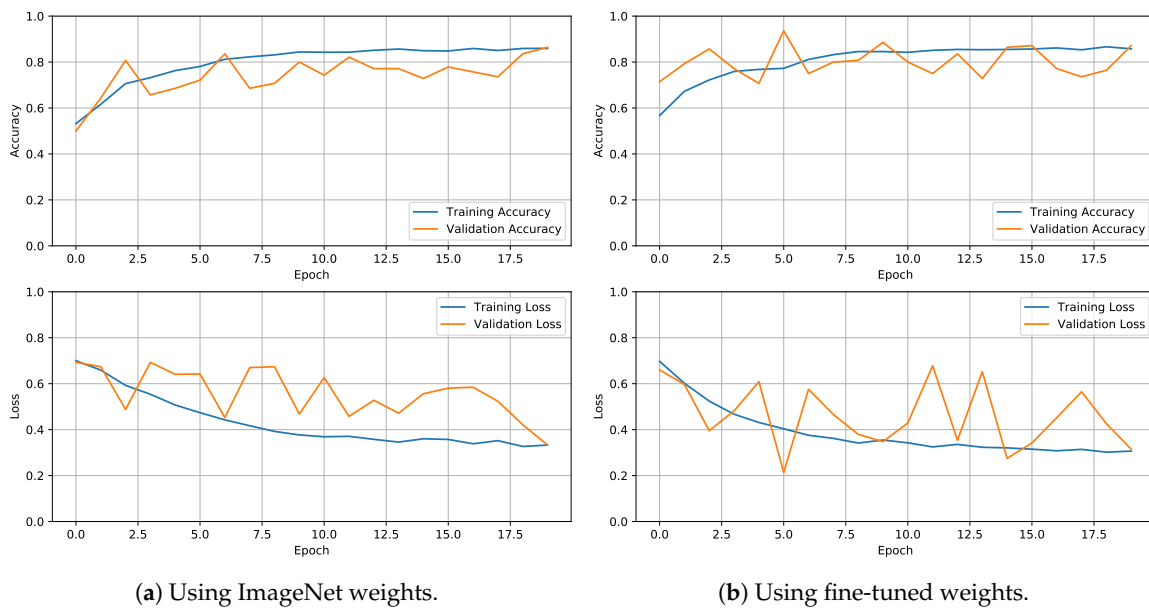 1.0
0.8
0.6
0.4
0.2
0.0
Accuracy
0.0 2.5 5.0 7.5 10.0 12.5 15.0 17.5
Epoch
Training Accuracy
Validation Accuracy
1.0
0.8
0.6
0.4
0.2
0.0
Accuracy
0.0 2.5 5.0 7.5 10.0 12.5 15.0 17.5
Epoch
Training Accuracy
Validation Accuracy
1.0
0.8
0.6
0.4
0.2
0.0
Loss
0.0 2.5 5.0 7.5 10.0 12.5 15.0 17.5
Epoch
Training Loss
Validation Loss
1.0
0.8
0.6
0.4
0.2
0.0
Loss
0.0 2.5 5.0 7.5 10.0 12.5 15.0 17.5
Epoch
Training Loss
Validation Loss
(a) Using ImageNet weights.
(b) Using fine-tuned weights.